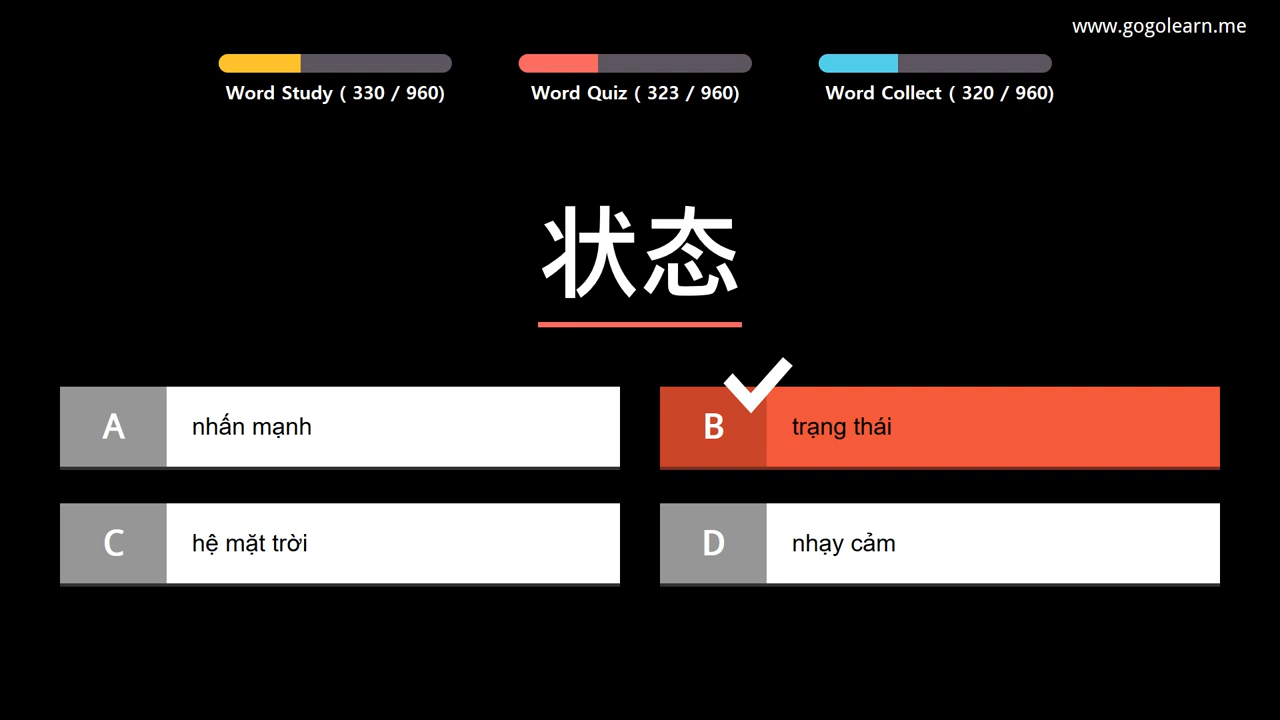 www.gogolearn.me
Word Study ( 330 / 960)
Word Quiz ( 323 / 960)
Word Collect ( 320 / 960)
状态
A nhấn mạnh
B trạng thái
C hệ mặt trời
D nhạy cảm